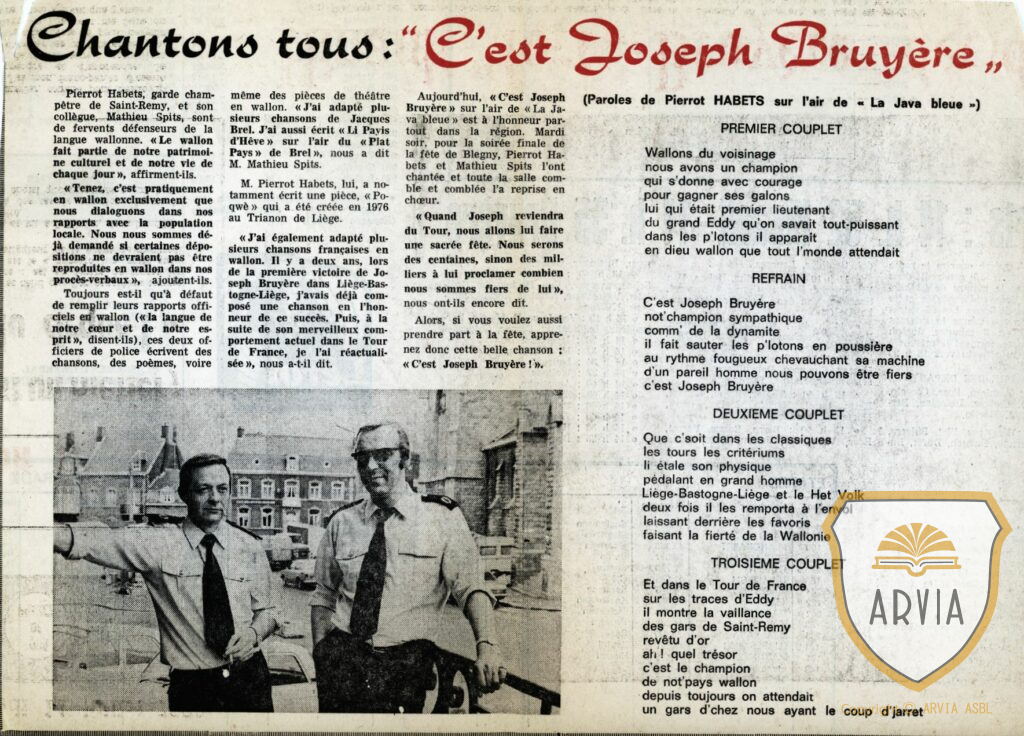 Chantons tous : "C'est Joseph Bruyère„
Pierrot Habets, garde cham-
pêtre de Saint-Remy, et son
collègue, Mathieu Spits, sont
de fervents défenseurs de la
langue wallonne. « Le wallon
fait partie de notre patrimoi-
ne culturel et de notre vie de
chaque jour », affirment-ils.
« Tenez, c'est pratiquement
en wallon exclusivement que
nous dialoguons dans nos
rapports avec la population
locale. Nous nous sommes dé-
jà demandé si certaines dépo-
sitions ne devraient pas être
reproduites en wallon dans nos
procès-verbaux », ajoutent-ils.
Toujours est-il qu'à défaut
de remplir leurs rapports offi-
ciels en wallon (« la langue de
notre cœur et de notre es-
prit », disent-ils), ces deux of-
ficiers de police écrivent des
chansons, des poèmes, voire
même des pièces de théâtre
en wallon. « J'ai adapté plu-
sieurs chansons de Jacques
Brel. J'ai aussi écrit « Li Payis
d'Hève » sur l'air du « Plat
Pays » de Brel », nous a dit
M. Mathieu Spits.
M. Pierrot Habets, lui, a no-
tamment écrit une pièce, « Po-
qwè » qui a été créée en 1976
au Trianon de Liège.
« J'ai également adapté plu-
sieurs chansons françaises en
wallon. Il y a deux ans, lors
de la première victoire de Jo-
seph Bruyère dans Liège-Bas-
togne-Liège, j'avais déjà com-
posé une chanson en l'hon-
neur de ce succès. Puis, à la
suite de son merveilleux com-
portement actuel dans le Tour
de France, je l'ai réactuali-
sée », nous a-t-il dit.
Aujourd'hui, « C'est Joseph
Bruyère » sur l'air de « La Ja-
va bleue » est à l'honneur par-
tout dans la région. Mardi
soir, pour la soirée finale de
la fête de Blegny, Pierrot Ha-
bets et Mathieu Spits l'ont
chantée et toute la salle com-
ble et comblée l'a reprise en
chœur.
« Quand Joseph reviendra
du Tour, nous allons lui faire
une sacrée fête. Nous serons
des centaines, sinon des mil-
liers à lui proclamer combien
nous sommes fiers de lui »,
nous ont-ils encore dit.
Alors, si vous voulez aussi
prendre part à la fête, appre-
nez donc cette belle chanson :
« C'est Joseph Bruyère ! ».
(Paroles de Pierrot HABETS sur l'air de « La Java bleue »)
PREMIER COUPLET
Wallons du voisinage
nous avons un champion
qui s'donne avec courage
pour gagner ses galons
lui qui était premier lieutenant
du grand Eddy qu'on savait tout-puissant
dans les p'lotons il apparaît
en dieu wallon que tout l'monde attendait
REFRAIN
C'est Joseph Bruyére
not'champion sympathique
comm' de la dynamite
il fait sauter les p'lotons en poussière
au rythme fougueux chevauchant sa machine
d'un pareil homme nous pouvons être fiers
c'est Joseph Bruyère
DEUXIEME COUPLET
Que c'soit dans les classiques
les tours les critériums
il étale son physique
pédalant en grand homme
Liège-Bastogne-Liège et le Het Volk
deux fois il les remporta à l'envol
laissant derrière les favoris
faisant la fierté de la Wallonie
TROISIEME COUPLET
Et dans le Tour de France
sur les traces d'Eddy
il montre la vaillance
des gars de Saint-Remy
revêtu d'or
ah ! quel trésor
c'est le champion
de not'pays wallon
depuis toujours on attendait
un gars d'chez nous ayant le coup d'jarret
ARVIA
Copyright © ARVIA ASBL